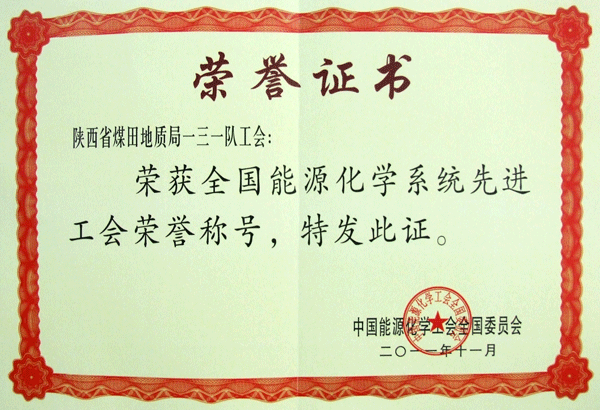 荣誉证书
陕西省煤田地质局一三一队工会：
荣获全国能源化学系统先进
工会荣誉称号，特发此证。
中国能源化学工会全国委员会
二〇一一年十一月